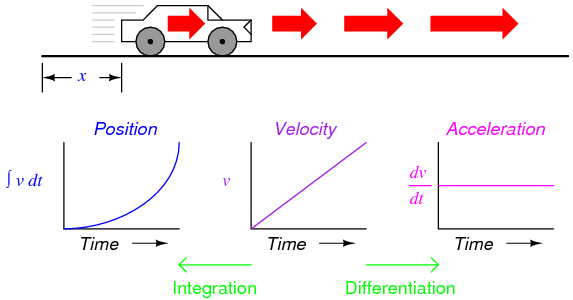 x
Position
Velocity
Acceleration
∫ v dt
v
dv
dt
Time
Time
Time
Integration
Differentiation